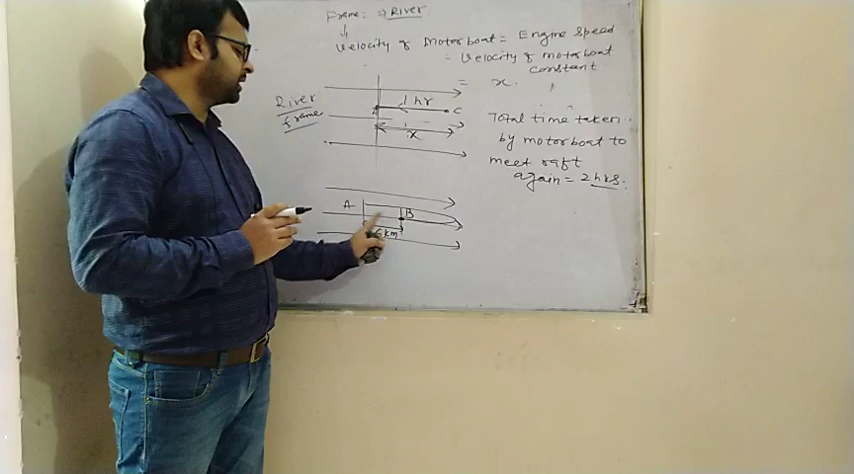 Frame: ⇒ River
Velocity of Motorboat = Engine Speed
= Velocity of motorboat
constant
= x.
River
frame
1 hr
C
x
Total time taken
by motorboat to
meet raft
again = 2 hrs.
A
B
6 km